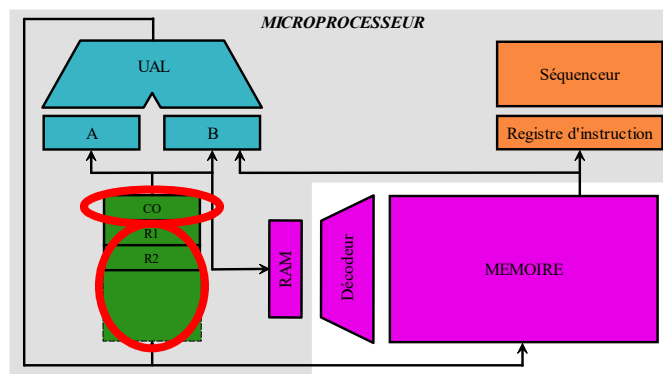 MICROPROCESSEUR
UAL
Séquenceur
A
B
Registre d'instruction
CO
R1
R2
RAM
Décodeur
MEMOIRE